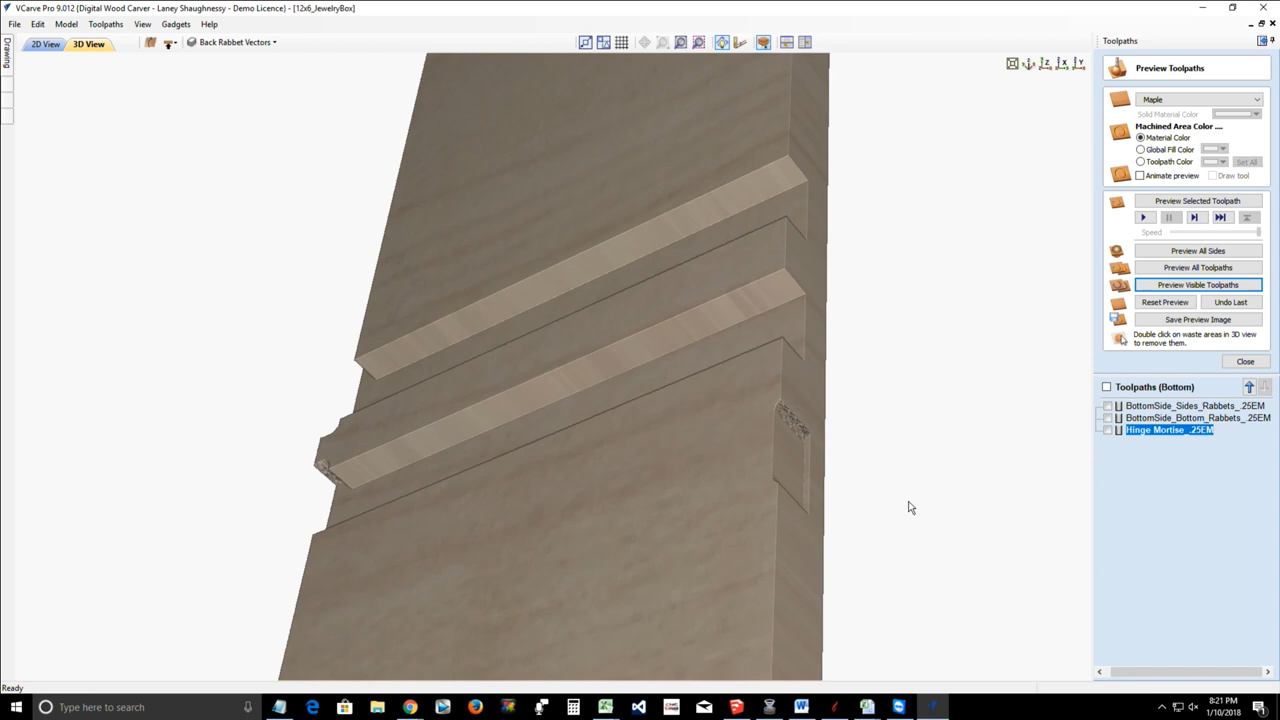 VCarve Pro 9.012 {Digital Wood Carver - Laney Shaughnessy - Demo Licence} - [12x6_JewelryBox]
File Edit Model Toolpaths View Gadgets Help
Toolpaths
Drawing
2D View 3D View Back Rabbet Vectors
Z X Y
Preview Toolpaths
Maple
Solid Material Color
Machined Area Color ....
Material Color
Global Fill Color
Toolpath Color Set All
Animate preview Draw tool
Preview Selected Toolpath
Speed
Preview All Sides
Preview All Toolpaths
Preview Visible Toolpaths
Reset Preview Undo Last
Save Preview Image
Double click on waste areas in 3D view
to remove them.
Close
Toolpaths (Bottom)
BottomSide_Sides_Rabbets_.25EM
BottomSide_Bottom_Rabbets_.25EM
Hinge Mortise_.25EM
Ready
Type here to search
8:21 PM
1/10/2018